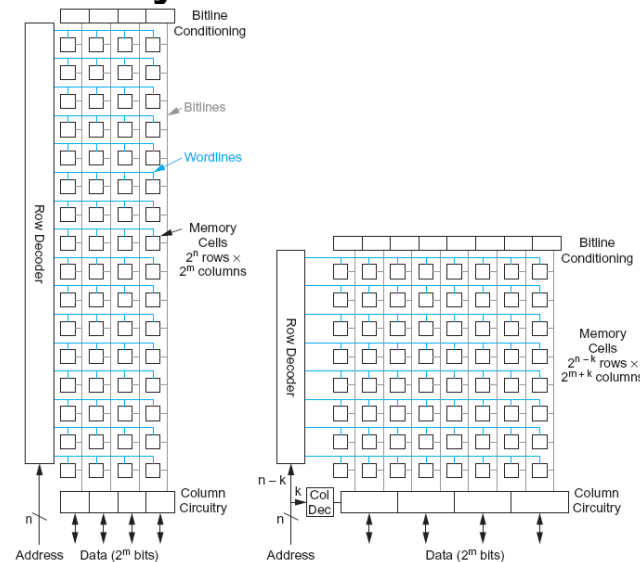 Bitline
Conditioning
Bitlines
Wordlines
Row Decoder
Memory
Cells
2ⁿ rows ×
2ᵐ columns
Column
Circuitry
n
Address
Data (2ᵐ bits)
Bitline
Conditioning
Row Decoder
Memory
Cells
2ⁿ⁻ᵏ rows ×
2ᵐ⁺ᵏ columns
n – k
k
Col
Dec
Column
Circuitry
n
Address
Data (2ᵐ bits)